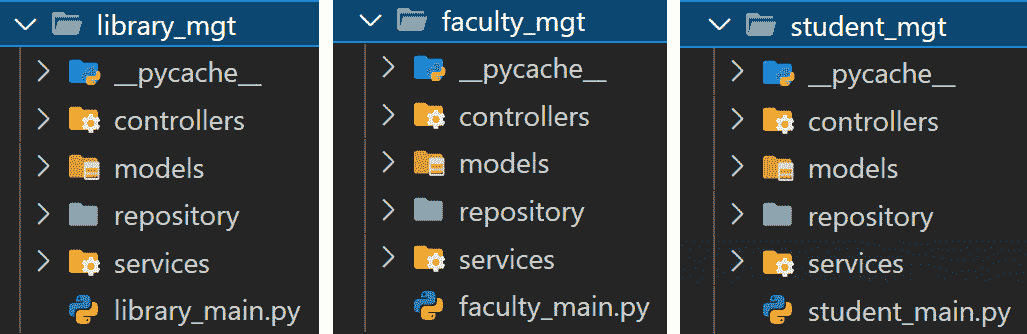 library_mgt
__pycache__
controllers
models
repository
services
library_main.py
faculty_mgt
__pycache__
controllers
models
repository
services
faculty_main.py
student_mgt
__pycache__
controllers
models
repository
services
student_main.py